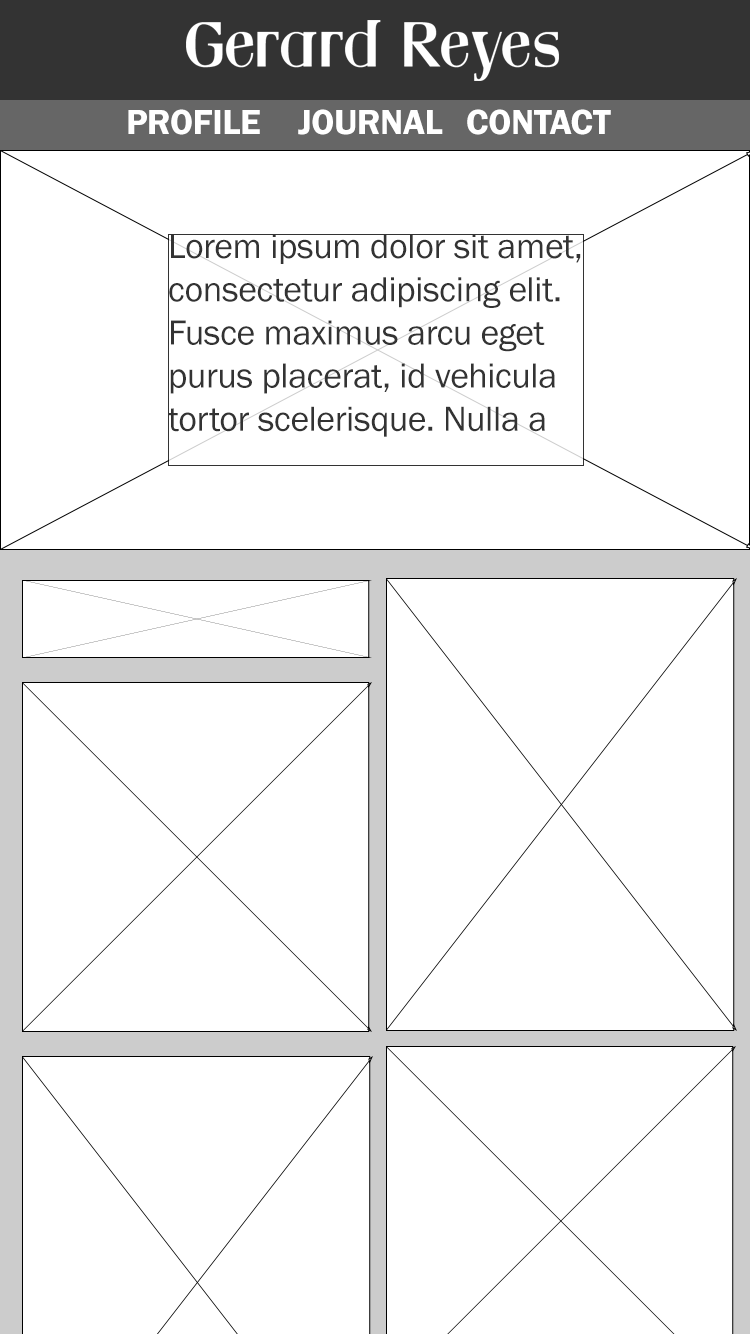 Gerard Reyes
PROFILE JOURNAL CONTACT
Lorem ipsum dolor sit amet,
consectetur adipiscing elit.
Fusce maximus arcu eget
purus placerat, id vehicula
tortor scelerisque. Nulla a